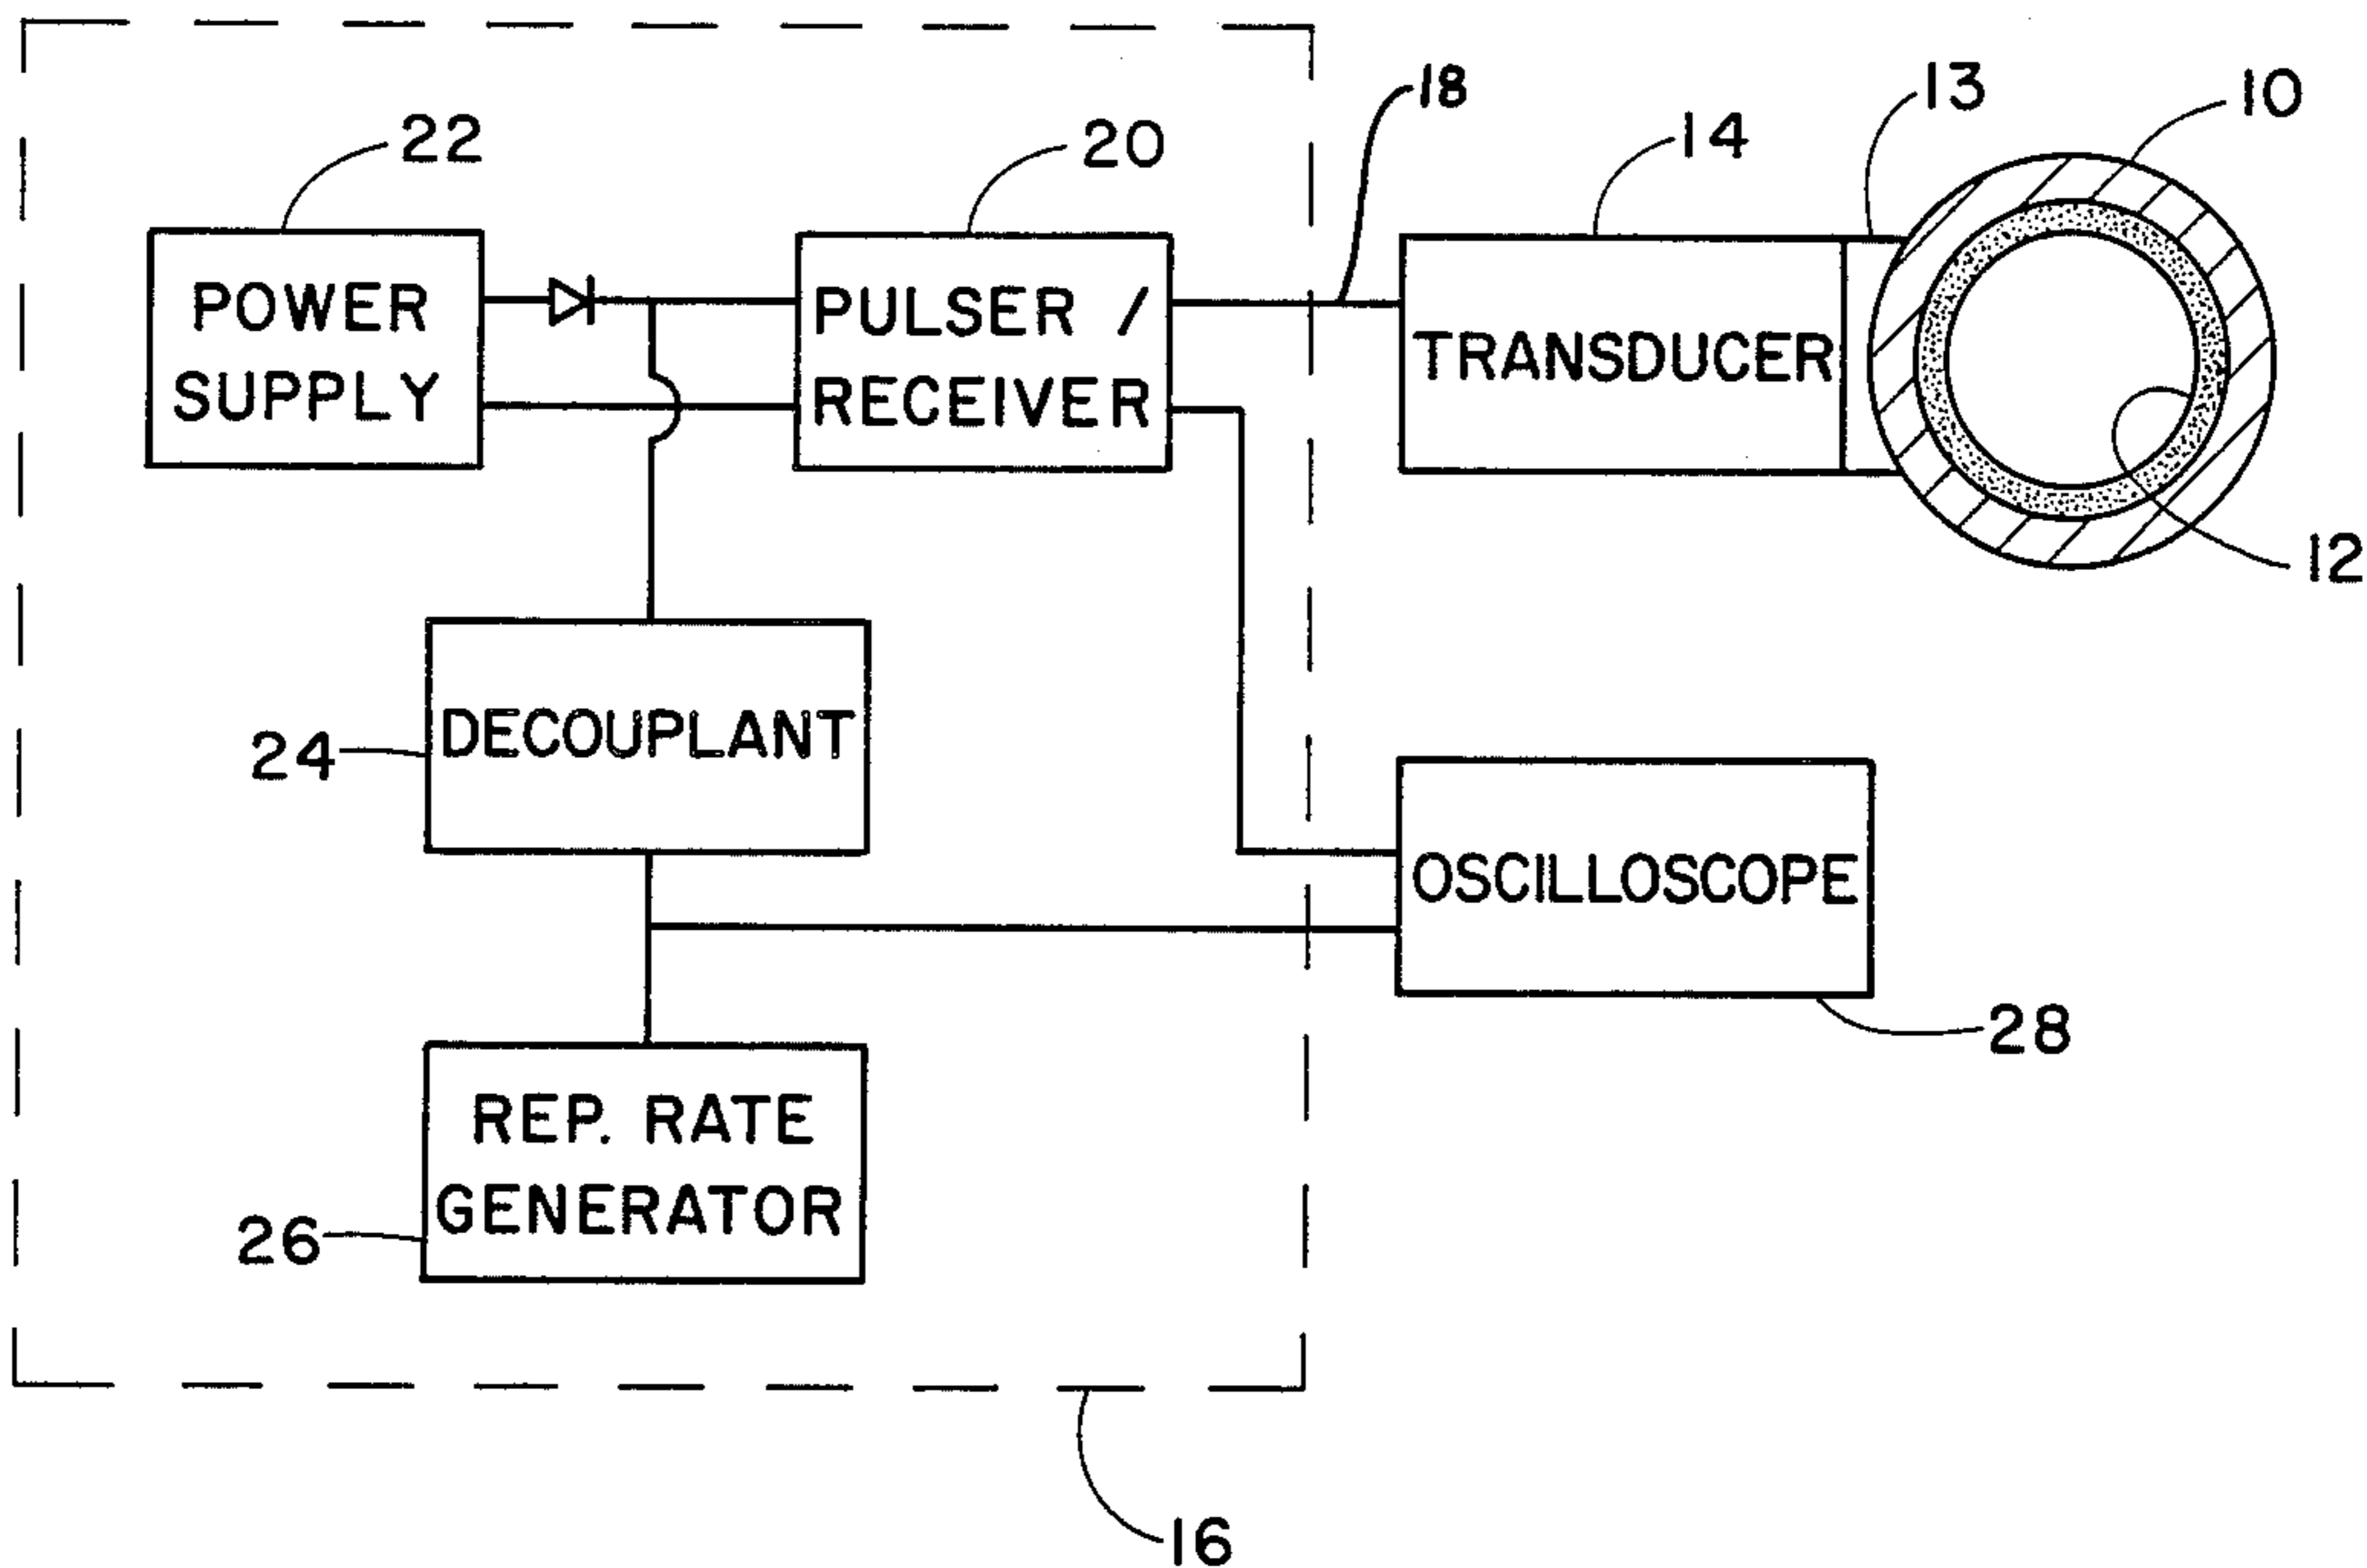 18
13
10
22
20
14
POWER
SUPPLY
PULSER /
RECEIVER
TRANSDUCER
12
24
DECOUPLANT
OSCILLOSCOPE
28
REP. RATE
GENERATOR
26
16